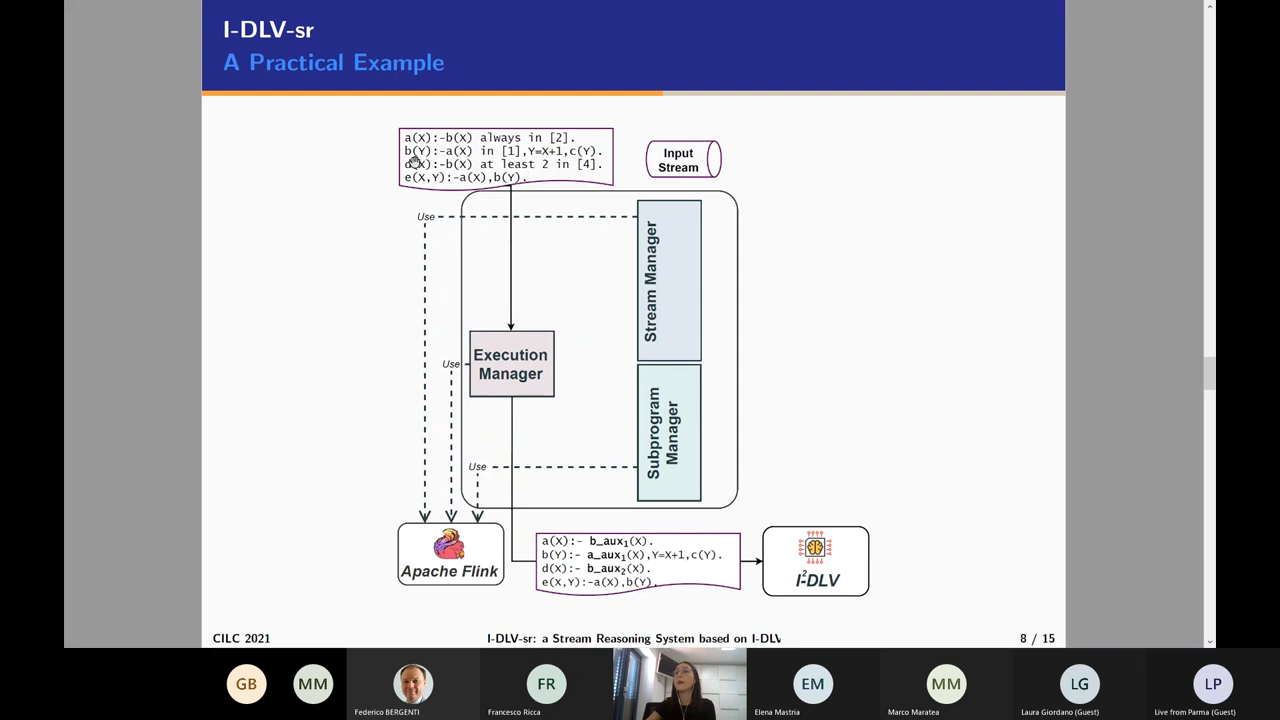 I-DLV-sr
A Practical Example
a(X):-b(X) always in [2].
b(Y):-a(X) in [1],Y=X+1,c(Y).
d(X):-b(X) at least 2 in [4].
e(X,Y):-a(X),b(Y).
Input
Stream
Use
Stream Manager
Use
Execution
Manager
Subprogram
Manager
Use
Apache Flink
a(X):- b_aux₁(X).
b(Y):- a_aux₁(X),Y=X+1,c(Y).
d(X):- b_aux₂(X).
e(X,Y):-a(X),b(Y).
I²-DLV
CILC 2021
I-DLV-sr: a Stream Reasoning System based on I-DLV
8 / 15
GB
MM
Federico BERGENTI
FR
Francesco Ricca
EM
Elena Mastria
MM
Marco Maratea
LG
Laura Giordano (Guest)
LP
Live from Parma (Guest)